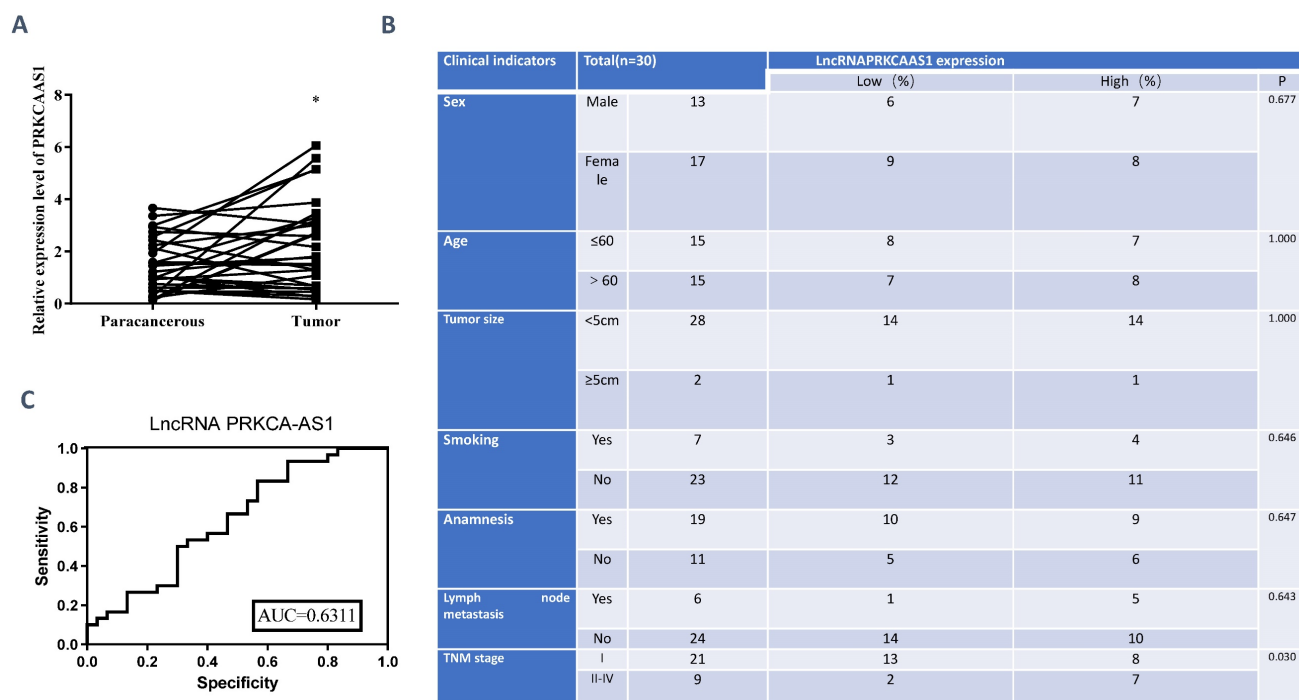 A
Relative expression level of PRKCAAS1
8
6
4
2
0
*
Paracancerous Tumor
B
Clinical indicators Total(n=30) LncRNAPRKCAAS1 expression
Low (%) High (%) P
Sex Male 13 6 7 0.677
Fema
le 17 9 8
Age ≤60 15 8 7 1.000
> 60 15 7 8
Tumor size <5cm 28 14 14 1.000
≥5cm 2 1 1
Smoking Yes 7 3 4 0.646
No 23 12 11
Anamnesis Yes 19 10 9 0.647
No 11 5 6
Lymph node
metastasis Yes 6 1 5 0.643
No 24 14 10
TNM stage I 21 13 8 0.030
II-IV 9 2 7
C
LncRNA PRKCA-AS1
Sensitivity
1.0
0.8
0.6
0.4
0.2
0.0
AUC=0.6311
0.0 0.2 0.4 0.6 0.8 1.0
Specificity